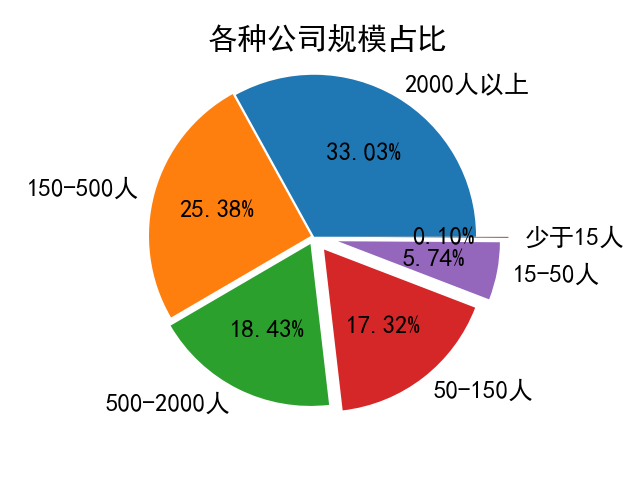 各种公司规模占比
2000人以上
33.03%
150-500人
25.38%
0.10%
少于15人
5.74%
15-50人
18.43%
17.32%
50-150人
500-2000人